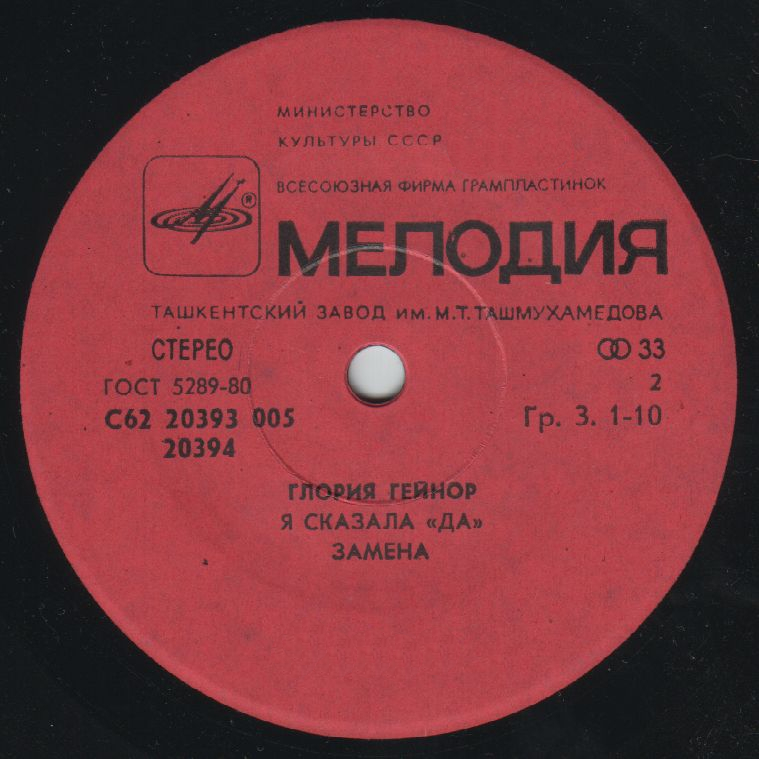 МИНИСТЕРСТВО
КУЛЬТУРЫ СССР
ВСЕСОЮЗНАЯ ФИРМА ГРАМПЛАСТИНОК
®
МЕЛОДИЯ
ТАШКЕНТСКИЙ ЗАВОД ИМ. М.Т. ТАШМУХАМЕДОВА
СТЕРЕО 33
ГОСТ 5289-80 2
С62 20393 005 Гр. 3. 1-10
20394
ГЛОРИЯ ГЕЙНОР
Я СКАЗАЛА «ДА»
ЗАМЕНА